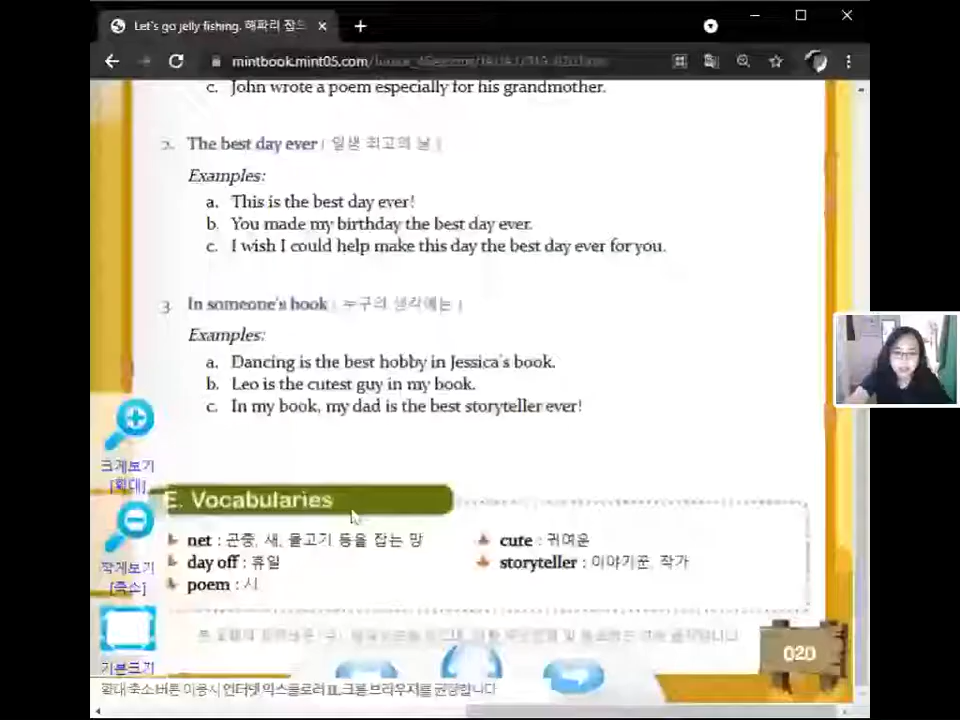 Let's go jelly fishing. 해파리 잡으
mintbook.mint05.com/
c. John wrote a poem especially for his grandmother.
2. The best day ever ( 일생 최고의 날 )
Examples:
a. This is the best day ever!
b. You made my birthday the best day ever.
c. I wish I could help make this day the best day ever for you.
3. In someone's book ( 누구의 생각에는 )
Examples:
a. Dancing is the best hobby in Jessica's book.
b. Leo is the cutest guy in my book.
c. In my book, my dad is the best storyteller ever!
크게보기
[확대]
E. Vocabularies
net : 곤충, 새, 물고기 등을 잡는 망
cute : 귀여운
day off : 휴일
storyteller : 이야기꾼, 작가
poem : 시
작게보기
[축소]
기본크기
020
확대 축소 버튼 이용시 인터넷 익스플로러 크롬 브라우저를 권장합니다